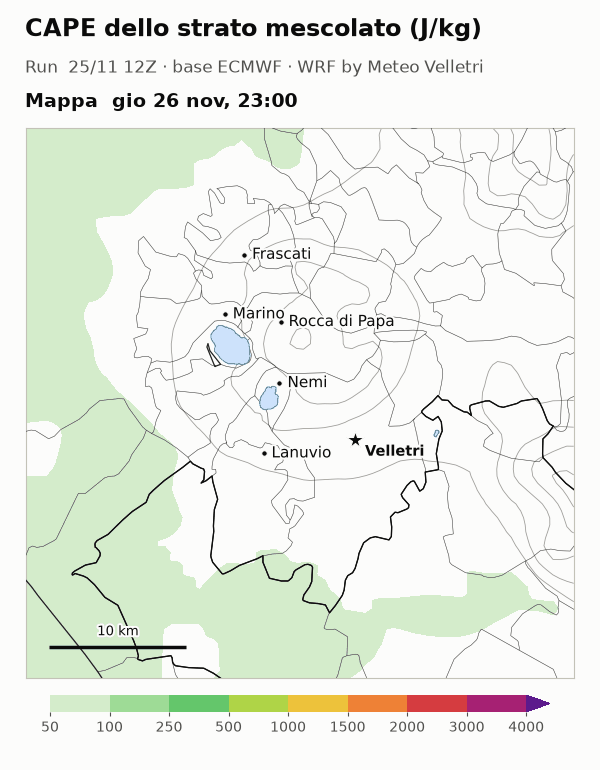 CAPE dello strato mescolato (J/kg)
Run  25/11 12Z · base ECMWF · WRF by Meteo Velletri
Mappa  gio 26 nov, 23:00
Frascati
Marino
Rocca di Papa
Nemi
Velletri
Lanuvio
10 km
50 100 250 500 1000 1500 2000 3000 4000